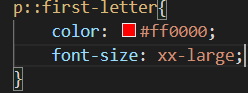 p::first-letter{
color: #ff0000;
font-size: xx-large;
}